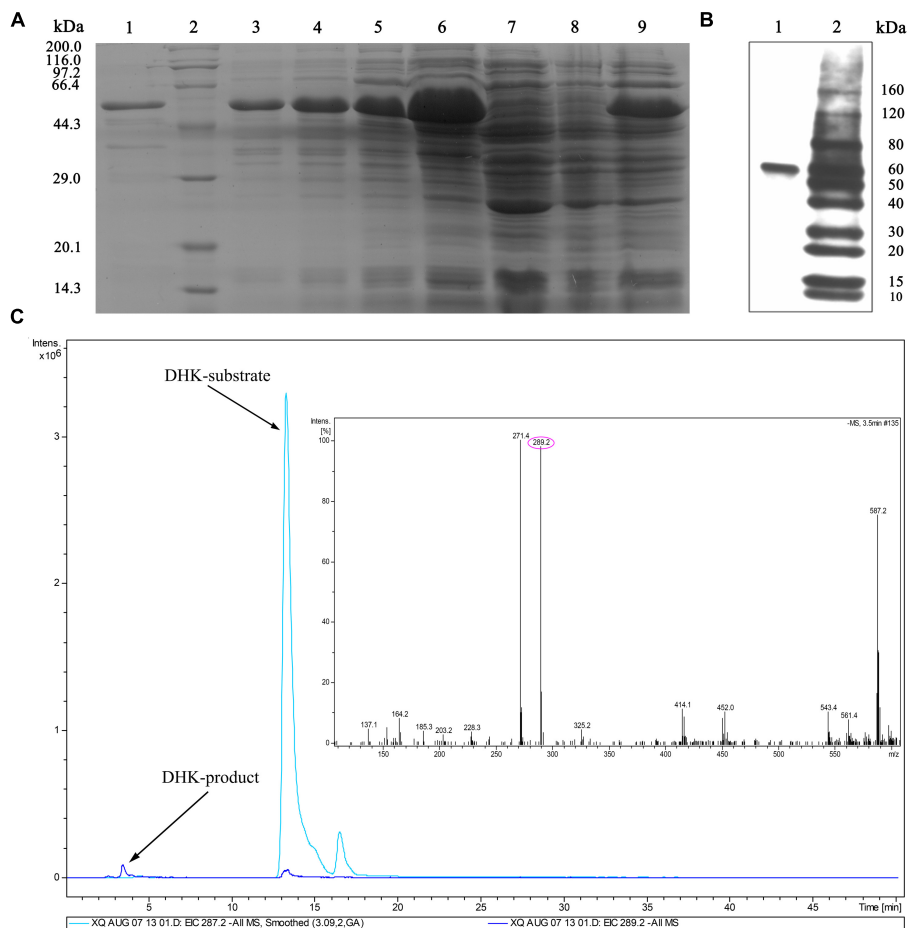 A
B
kDa 1 2 3 4 5 6 7 8 9
200.0
116.0
97.2
66.4
44.3
29.0
20.1
14.3
1 2 kDa
160
120
80
60
50
40
30
20
15
10
C
Intens.
x10⁶
3
2
1
0
DHK-substrate
DHK-product
5 10 15 20 25 30 35 40 45 Time [min]
Intens.
[%]
-MS, 3.5min #135
100
80
60
40
20
0
271.4
289.2
587.2
137.1
164.2
185.3
203.2
228.3
325.2
414.1
452.0
543.4
561.4
150 200 250 300 350 400 450 500 550 m/z
XQ AUG 07 13 01.D: EIC 287.2 -All MS, Smoothed (3.09,2,GA)
XQ AUG 07 13 01.D: EIC 289.2 -All MS